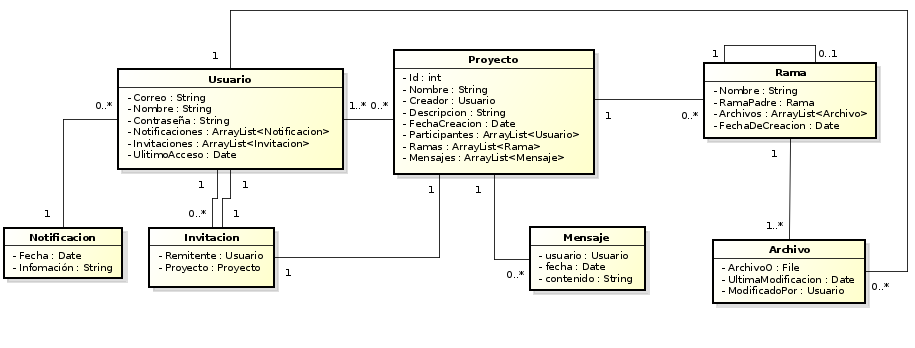 1
Usuario
- Correo : String
- Nombre : String
- Contraseña : String
- Notificaciones : ArrayList<Notificacion>
- Invitaciones : ArrayList<Invitacion>
- UlitimoAcceso : Date
0..*
1..*
0..*
Proyecto
- Id : int
- Nombre : String
- Creador : Usuario
- Descripcion : String
- FechaCreacion : Date
- Participantes : ArrayList<Usuario>
- Ramas : ArrayList<Rama>
- Mensajes : ArrayList<Mensaje>
1
0..*
1
0..1
Rama
- Nombre : String
- RamaPadre : Rama
- Archivos : ArrayList<Archivo>
- FechaDeCreacion : Date
1
1
1
1
1
1
0..*
1
1..*
Notificacion
- Fecha : Date
- Infomación : String
Invitacion
- Remitente : Usuario
- Proyecto : Proyecto
1
0..*
Mensaje
- usuario : Usuario
- fecha : Date
- contenido : String
Archivo
- ArchivoO : File
- UltimaModificacion : Date
- ModificadoPor : Usuario
0..*